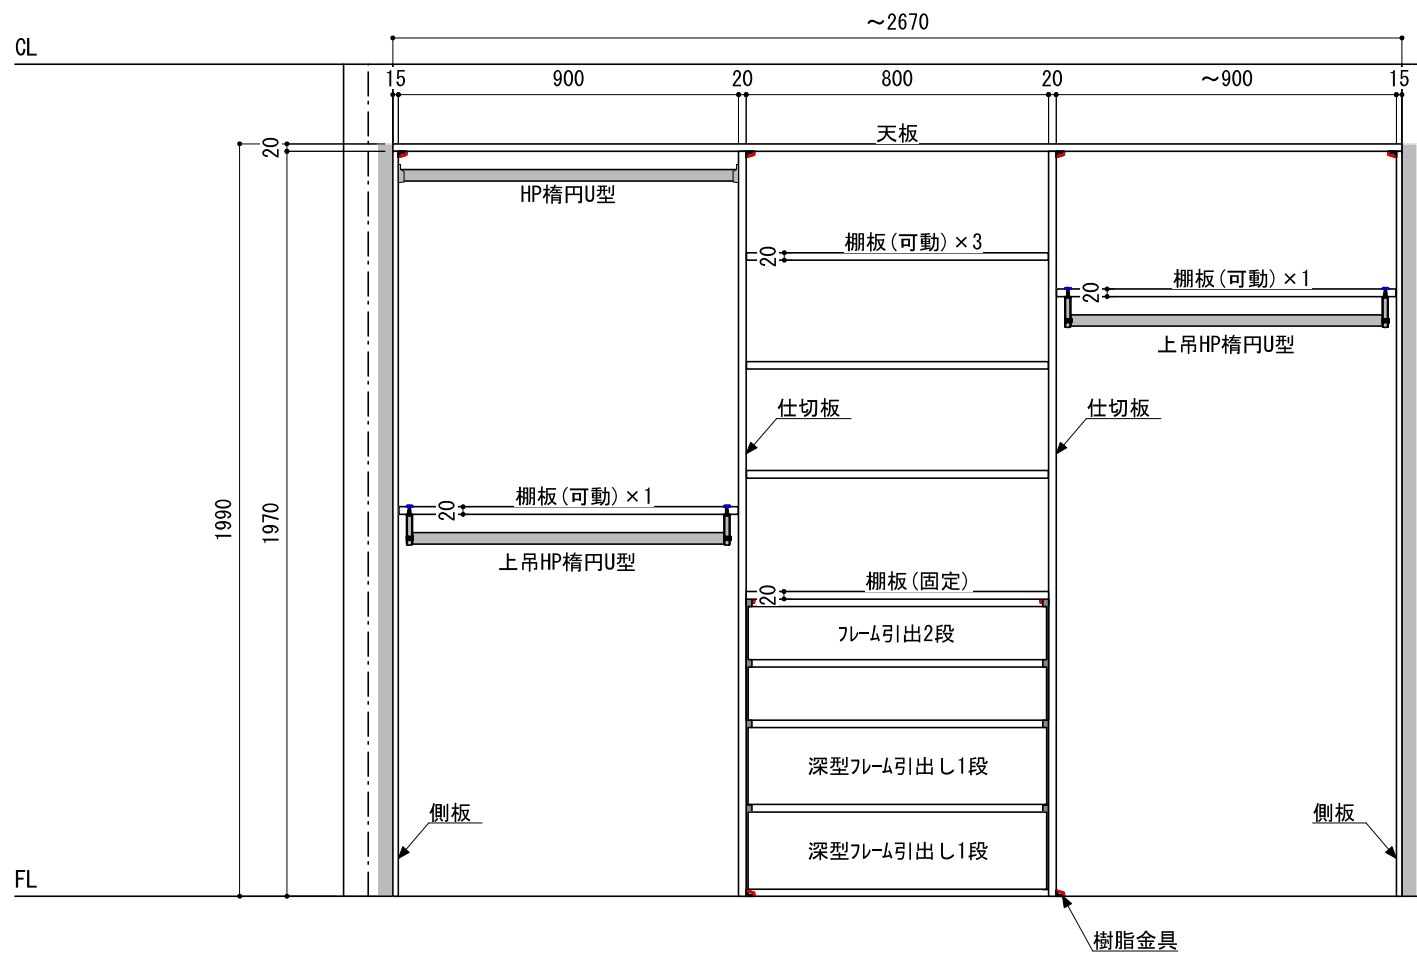 ～2670
CL
15
900
20
800
20
～900
15
天板
20
HP楕円U型
棚板(可動)×3
20
棚板(可動)×1
20
上吊HP楕円U型
仕切板
仕切板
棚板(可動)×1
20
1990
1970
上吊HP楕円U型
棚板(固定)
20
ﾌﾚｰﾑ引出2段
深型ﾌﾚｰﾑ引出し1段
側板
側板
深型ﾌﾚｰﾑ引出し1段
FL
樹脂金具